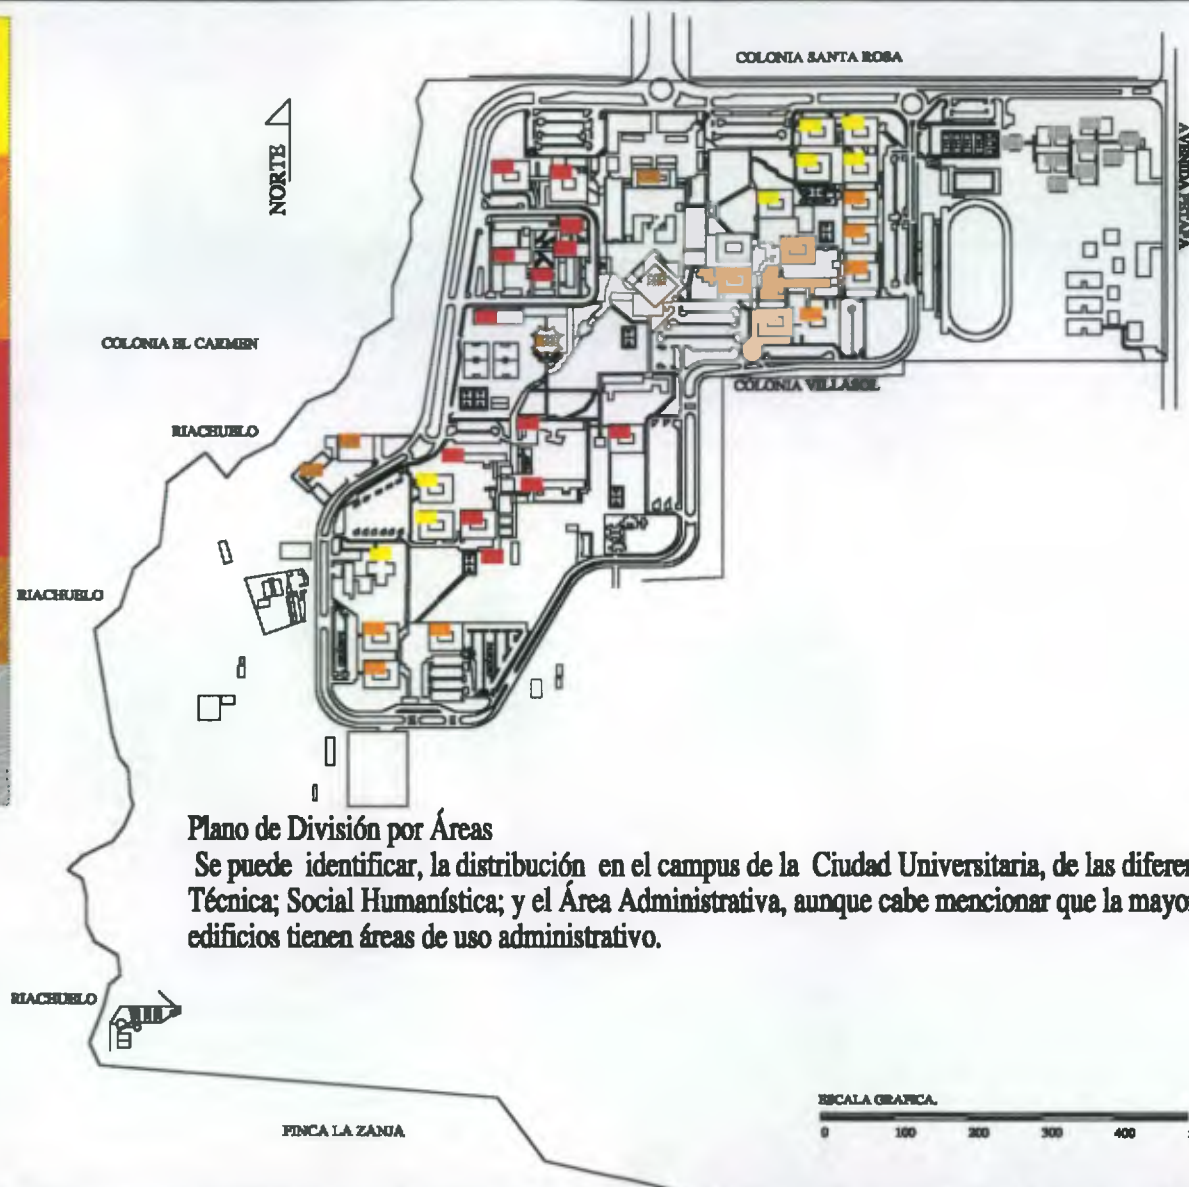 COLONIA SANTA ROSA
NORTE
AVENIDA PETAPA
COLONIA EL CARMEN
COLONIA VILLASOL
RIACHUELO
RIACHUELO
Plano de División por Áreas
Se puede identificar, la distribución en el campus de la Ciudad Universitaria, de las diferen
Técnica; Social Humanística; y el Área Administrativa, aunque cabe mencionar que la mayor
edificios tienen áreas de uso administrativo.
RIACHUELO
ESCALA GRAFICA.
0 100 200 300 400
FINCA LA ZANJA